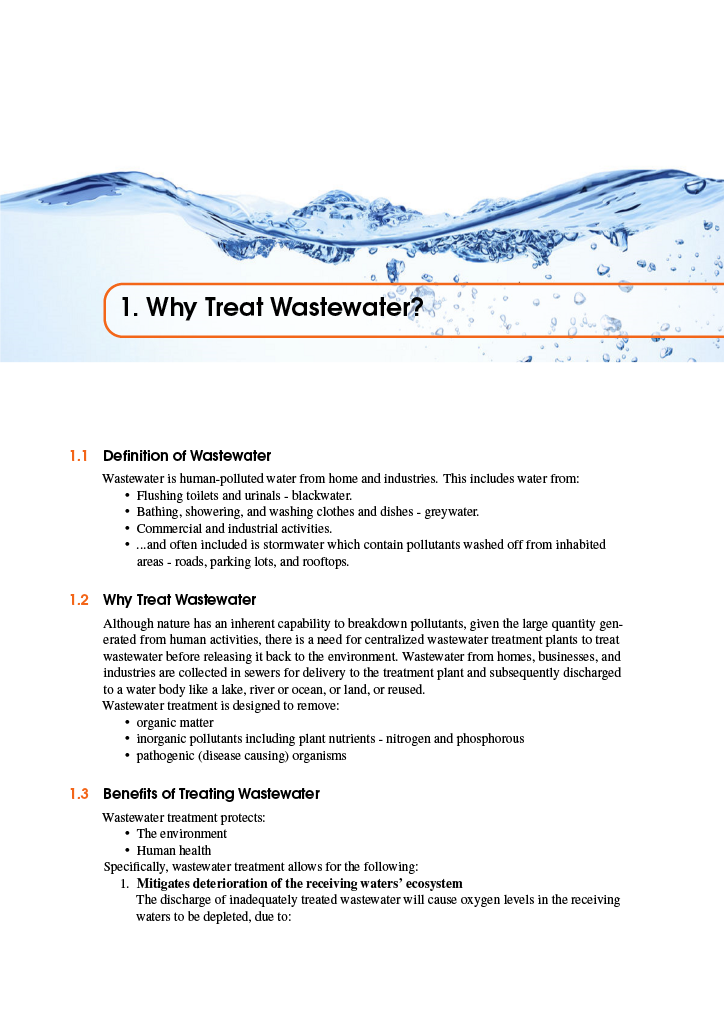 1. Why Treat Wastewater?
1.1 Definition of Wastewater
Wastewater is human-polluted water from home and industries. This includes water from:
• Flushing toilets and urinals - blackwater.
• Bathing, showering, and washing clothes and dishes - greywater.
• Commercial and industrial activities.
• ...and often included is stormwater which contain pollutants washed off from inhabited
areas - roads, parking lots, and rooftops.
1.2 Why Treat Wastewater
Although nature has an inherent capability to breakdown pollutants, given the large quantity gen-
erated from human activities, there is a need for centralized wastewater treatment plants to treat
wastewater before releasing it back to the environment. Wastewater from homes, businesses, and
industries are collected in sewers for delivery to the treatment plant and subsequently discharged
to a water body like a lake, river or ocean, or land, or reused.
Wastewater treatment is designed to remove:
• organic matter
• inorganic pollutants including plant nutrients - nitrogen and phosphorous
• pathogenic (disease causing) organisms
1.3 Benefits of Treating Wastewater
Wastewater treatment protects:
• The environment
• Human health
Specifically, wastewater treatment allows for the following:
1. Mitigates deterioration of the receiving waters' ecosystem
The discharge of inadequately treated wastewater will cause oxygen levels in the receiving
waters to be depleted, due to: